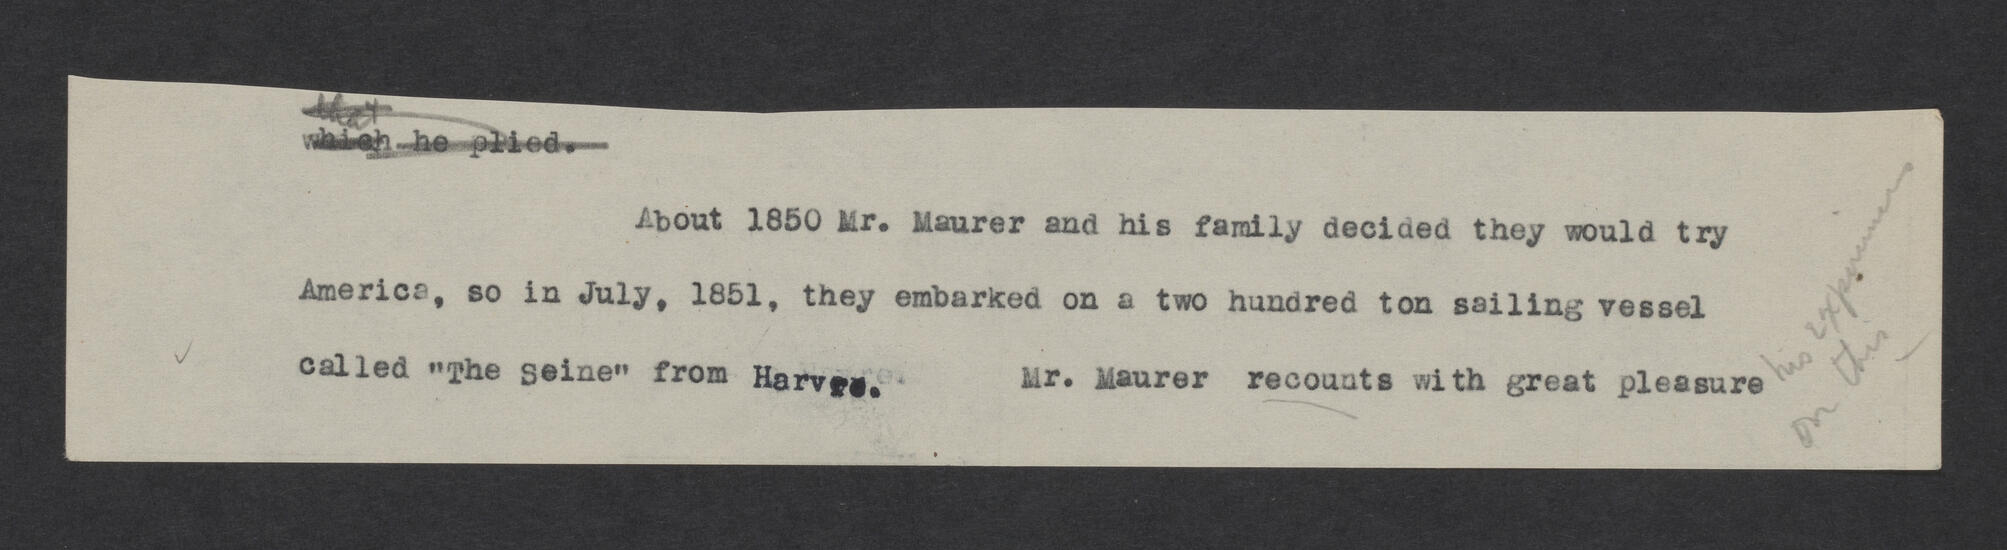 that
which he plied.
About 1850 Mr. Maurer and his family decided they would try
America, so in July, 1851, they embarked on a two hundred ton sailing vessel
called "The Seine" from Harvre. Mr. Maurer recounts with great pleasure
his experiences
on this